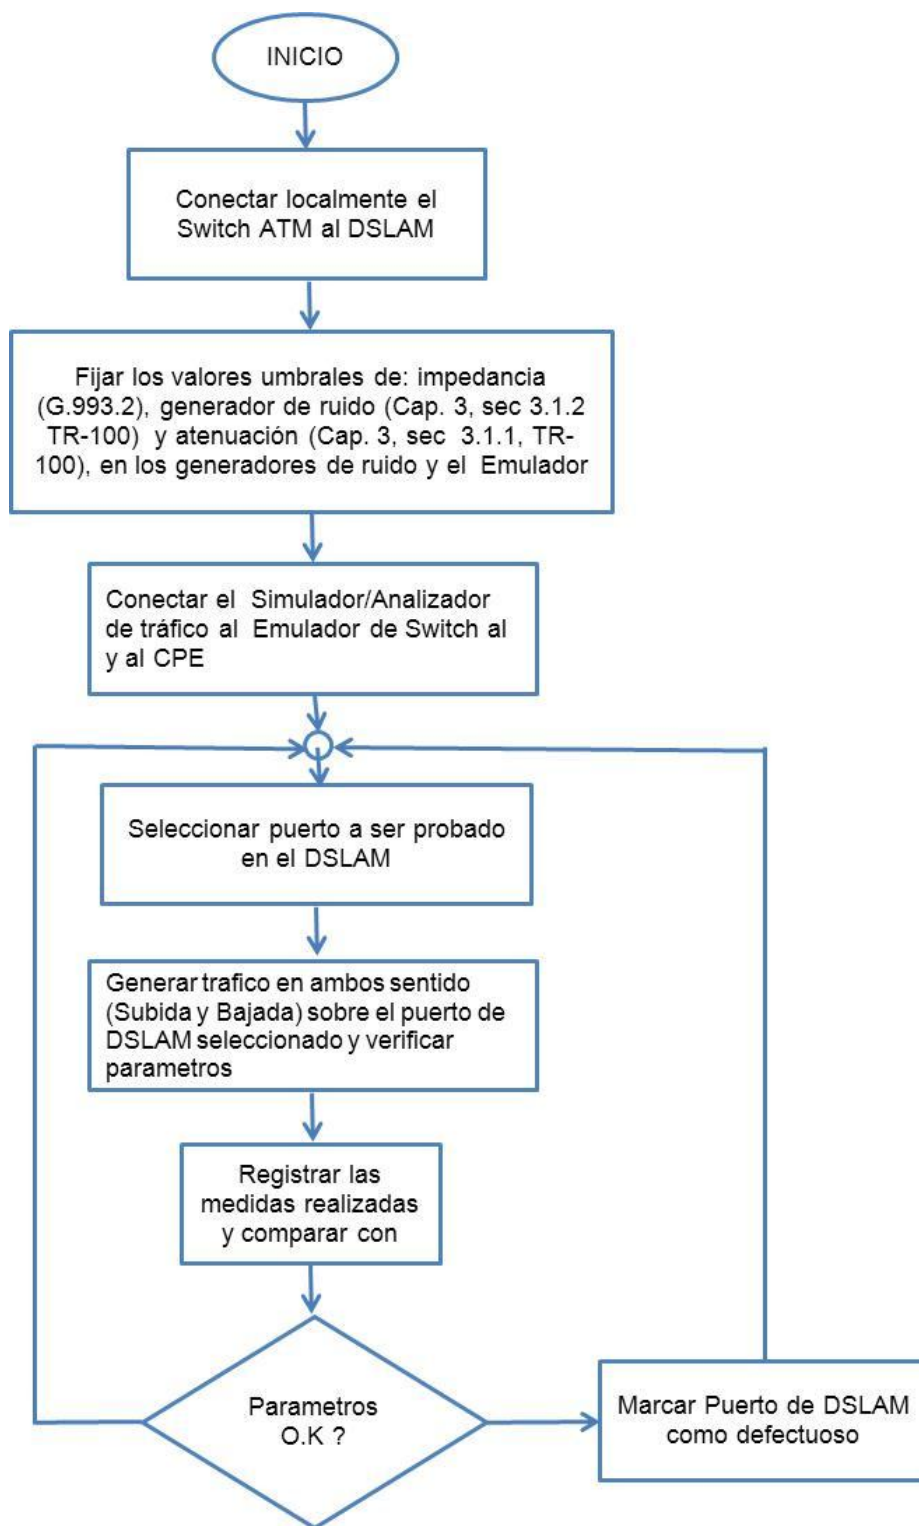 INICIO
Conectar localmente el
Switch ATM al DSLAM
Fijar los valores umbrales de: impedancia
(G.993.2), generador de ruido (Cap. 3, sec 3.1.2
TR-100) y atenuación (Cap. 3, sec 3.1.1, TR-
100), en los generadores de ruido y el Emulador
Conectar el Simulador/Analizador
de tráfico al Emulador de Switch al
y al CPE
Seleccionar puerto a ser probado
en el DSLAM
Generar trafico en ambos sentido
(Subida y Bajada) sobre el puerto de
DSLAM seleccionado y verificar
parametros
Registrar las
medidas realizadas
y comparar con
Parametros
O.K ?
Marcar Puerto de DSLAM
como defectuoso